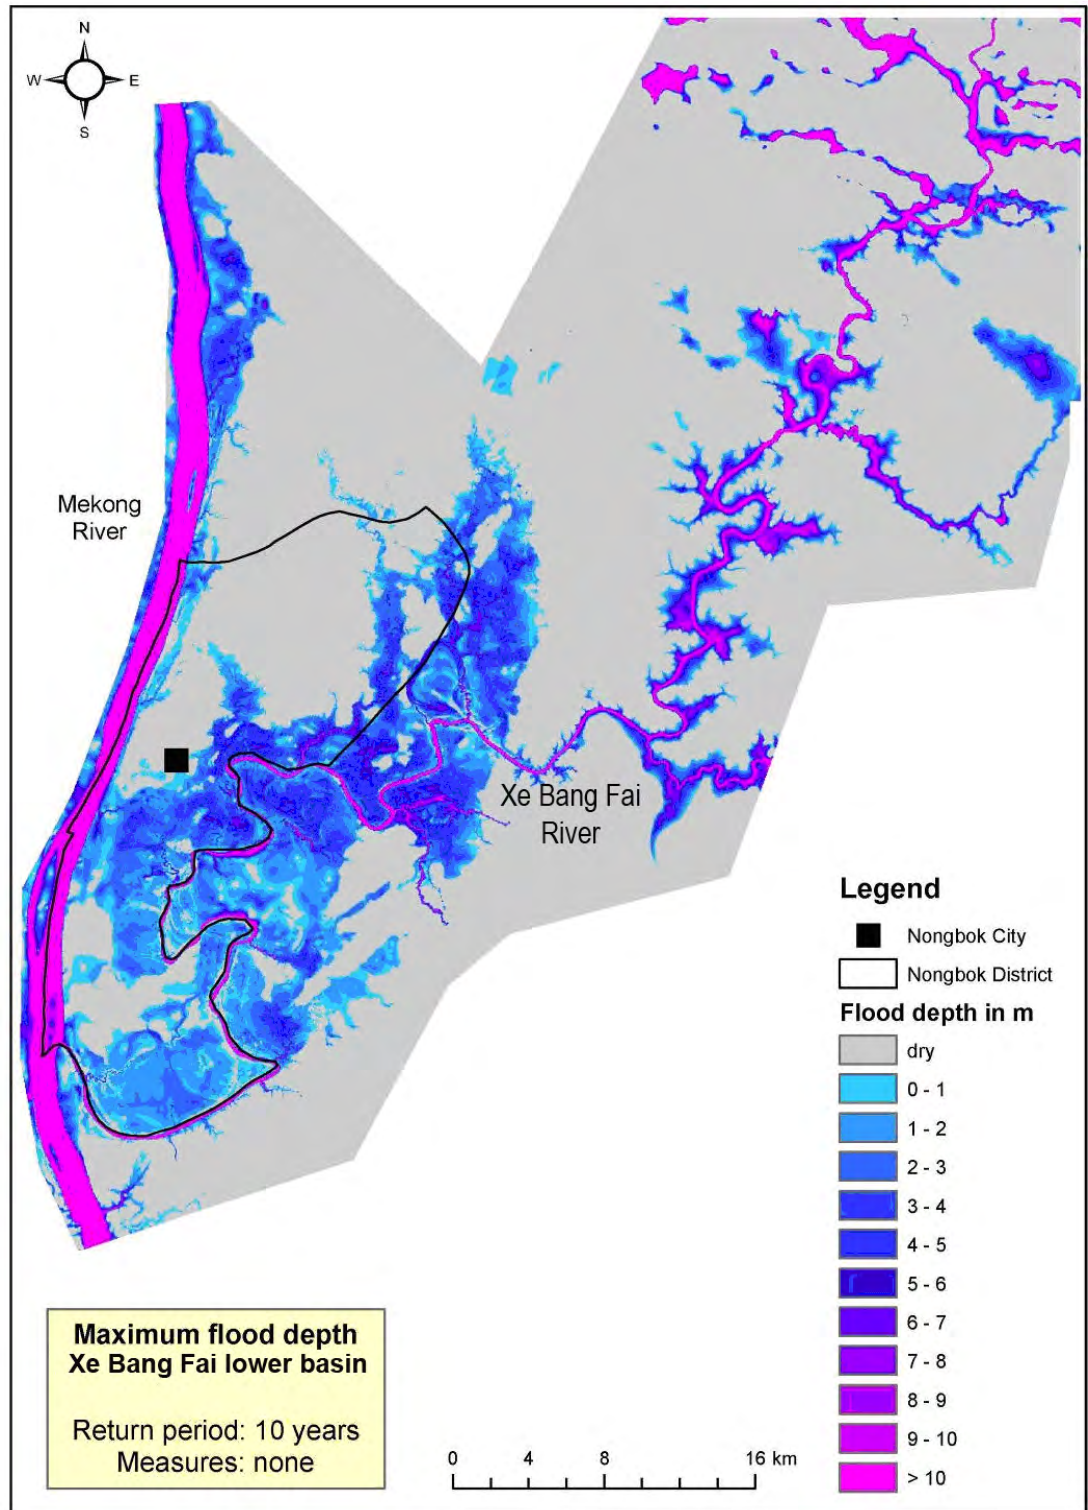 N
W
E
S
Mekong
River
Xe Bang Fai
River
Legend
Nongbok City
Nongbok District
Flood depth in m
dry
0 - 1
1 - 2
2 - 3
3 - 4
4 - 5
5 - 6
6 - 7
7 - 8
8 - 9
9 - 10
> 10
Maximum flood depth
Xe Bang Fai lower basin
Return period: 10 years
Measures: none
0 4 8 16 km